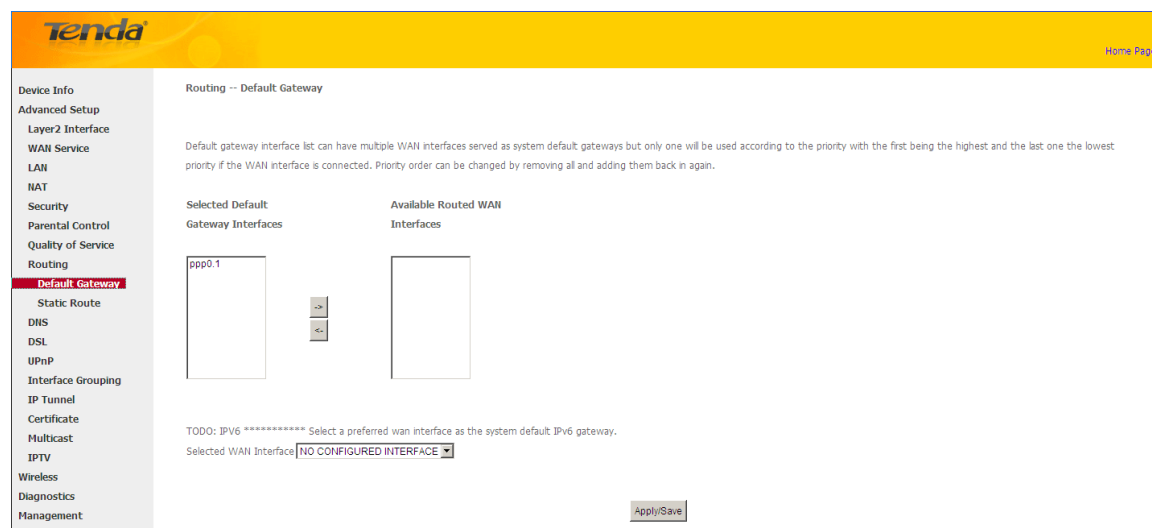 Tenda
Home Page
Device Info
Advanced Setup
Layer2 Interface
WAN Service
LAN
NAT
Security
Parental Control
Quality of Service
Routing
Default Gateway
Static Route
DNS
DSL
UPnP
Interface Grouping
IP Tunnel
Certificate
Multicast
IPTV
Wireless
Diagnostics
Management
Routing -- Default Gateway
Default gateway interface list can have multiple WAN interfaces served as system default gateways but only one will be used according to the priority with the first being the highest and the last one the lowest
priority if the WAN interface is connected. Priority order can be changed by removing all and adding them back in again.
Selected Default
Gateway Interfaces
Available Routed WAN
Interfaces
ppp0.1
->
<-
TODO: IPV6 *********** Select a preferred wan interface as the system default IPv6 gateway.
Selected WAN Interface NO CONFIGURED INTERFACE
Apply/Save